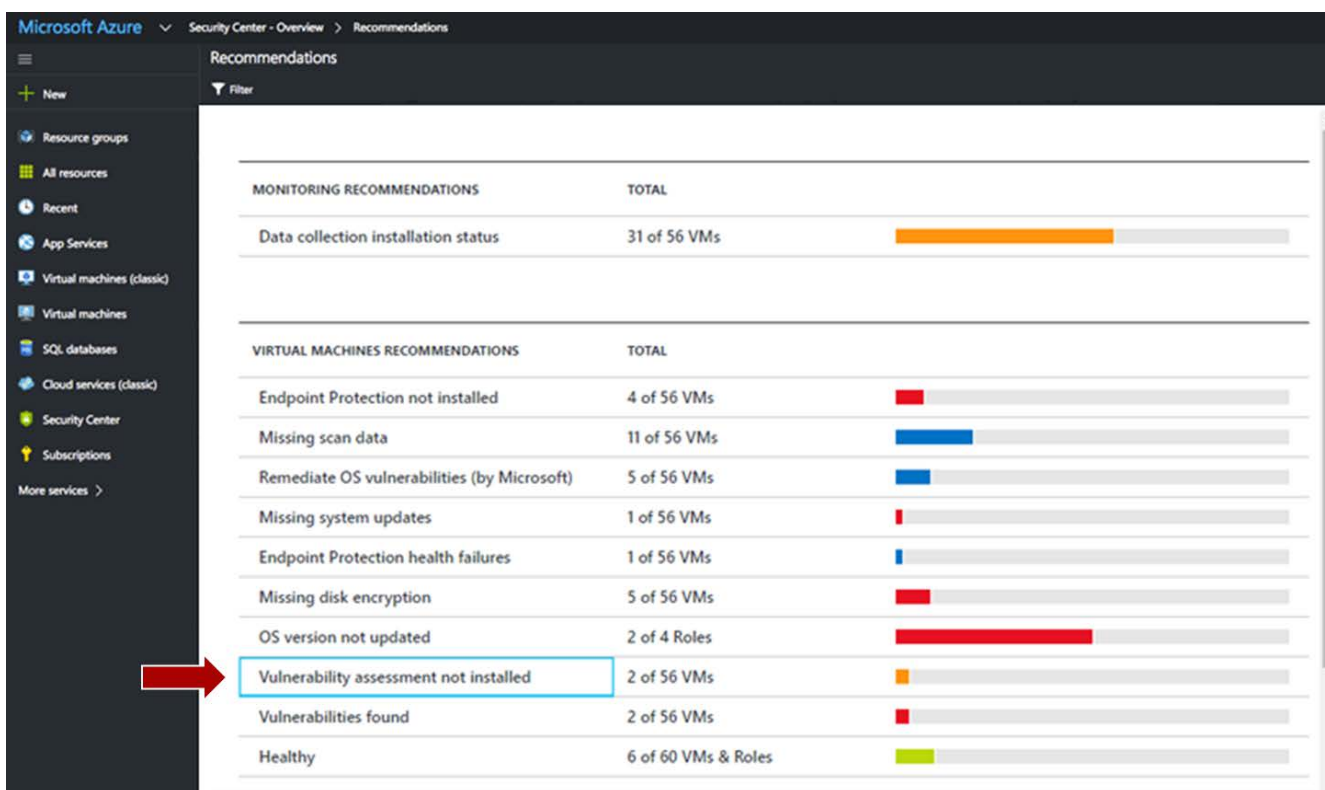 Microsoft Azure Security Center - Overview > Recommendations
Recommendations
Filter
New
Resource groups
All resources
Recent
App Services
Virtual machines (classic)
Virtual machines
SQL databases
Cloud services (classic)
Security Center
Subscriptions
More services >
MONITORING RECOMMENDATIONS TOTAL
Data collection installation status 31 of 56 VMs
VIRTUAL MACHINES RECOMMENDATIONS TOTAL
Endpoint Protection not installed 4 of 56 VMs
Missing scan data 11 of 56 VMs
Remediate OS vulnerabilities (by Microsoft) 5 of 56 VMs
Missing system updates 1 of 56 VMs
Endpoint Protection health failures 1 of 56 VMs
Missing disk encryption 5 of 56 VMs
OS version not updated 2 of 4 Roles
Vulnerability assessment not installed 2 of 56 VMs
Vulnerabilities found 2 of 56 VMs
Healthy 6 of 60 VMs & Roles